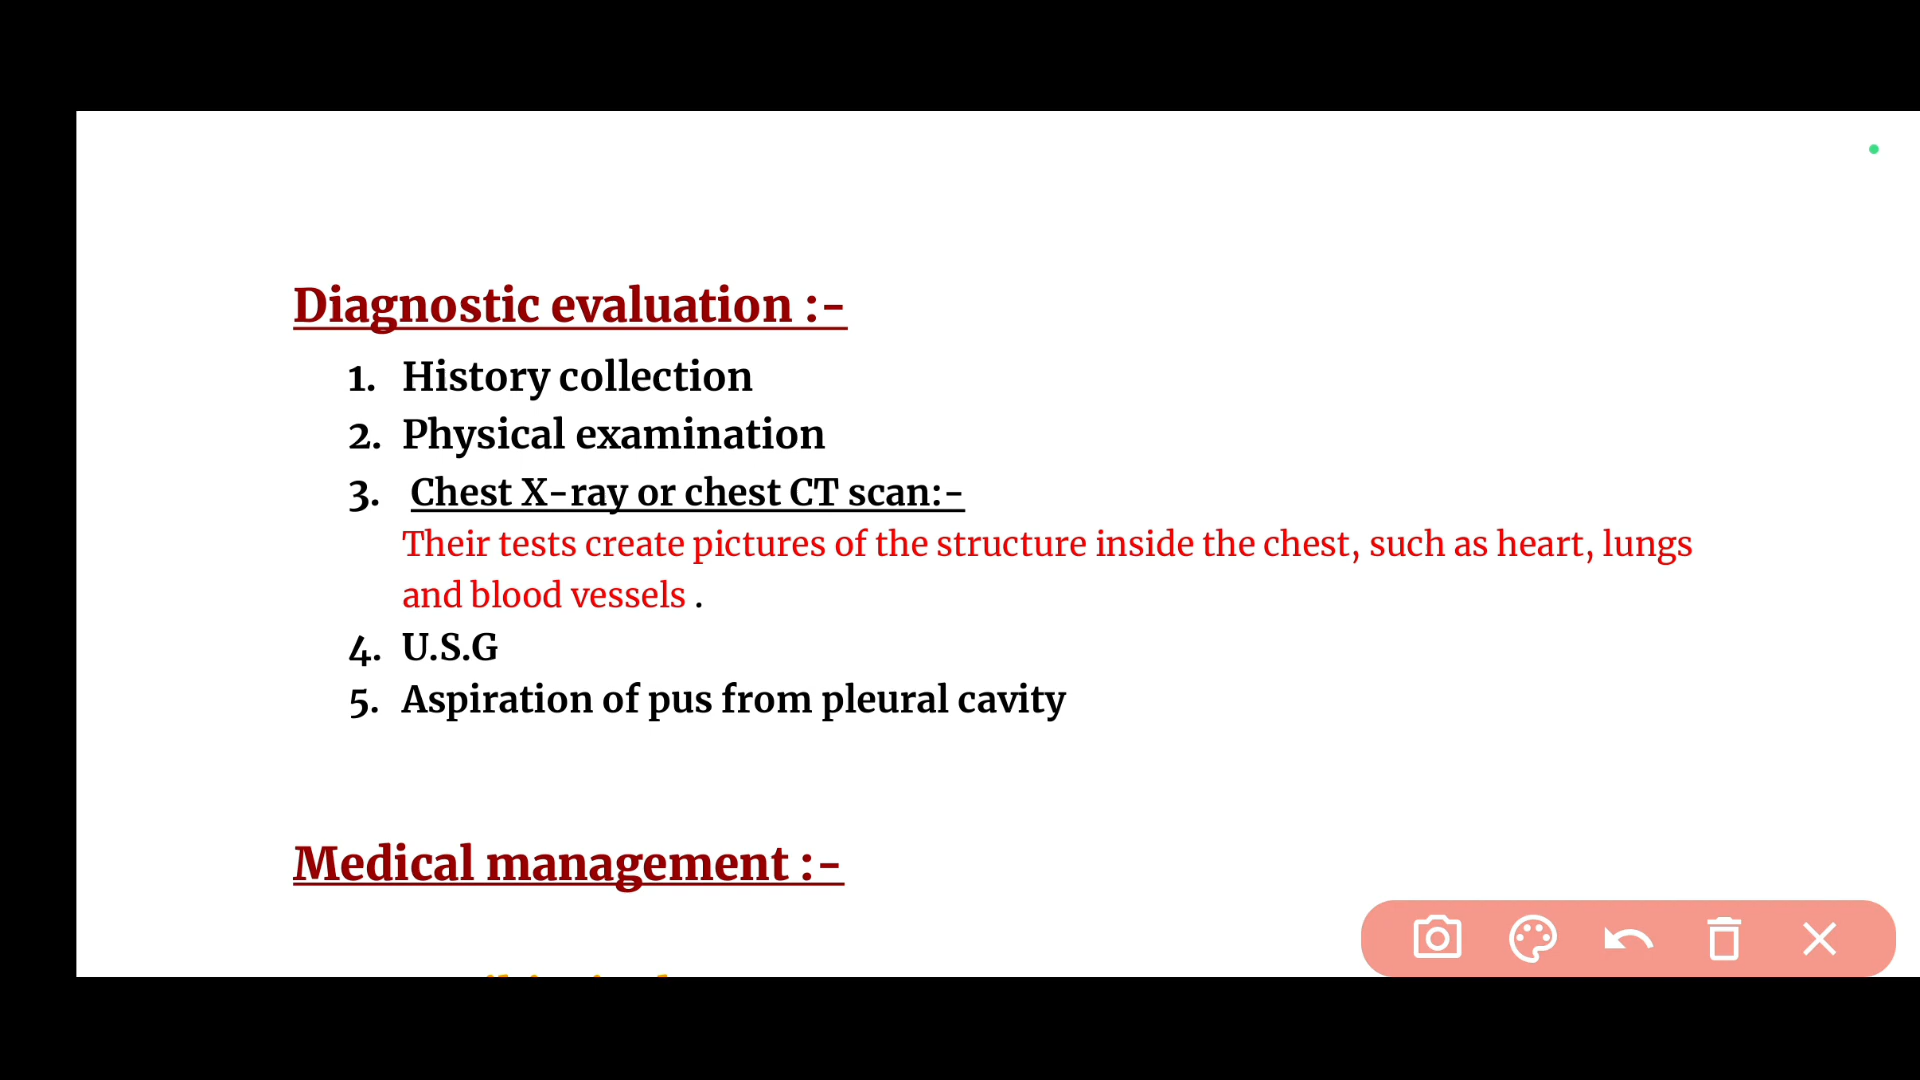 Diagnostic evaluation :-
1. History collection
2. Physical examination
3. Chest X-ray or chest CT scan:-
Their tests create pictures of the structure inside the chest, such as heart, lungs
and blood vessels .
4. U.S.G
5. Aspiration of pus from pleural cavity
Medical management :-